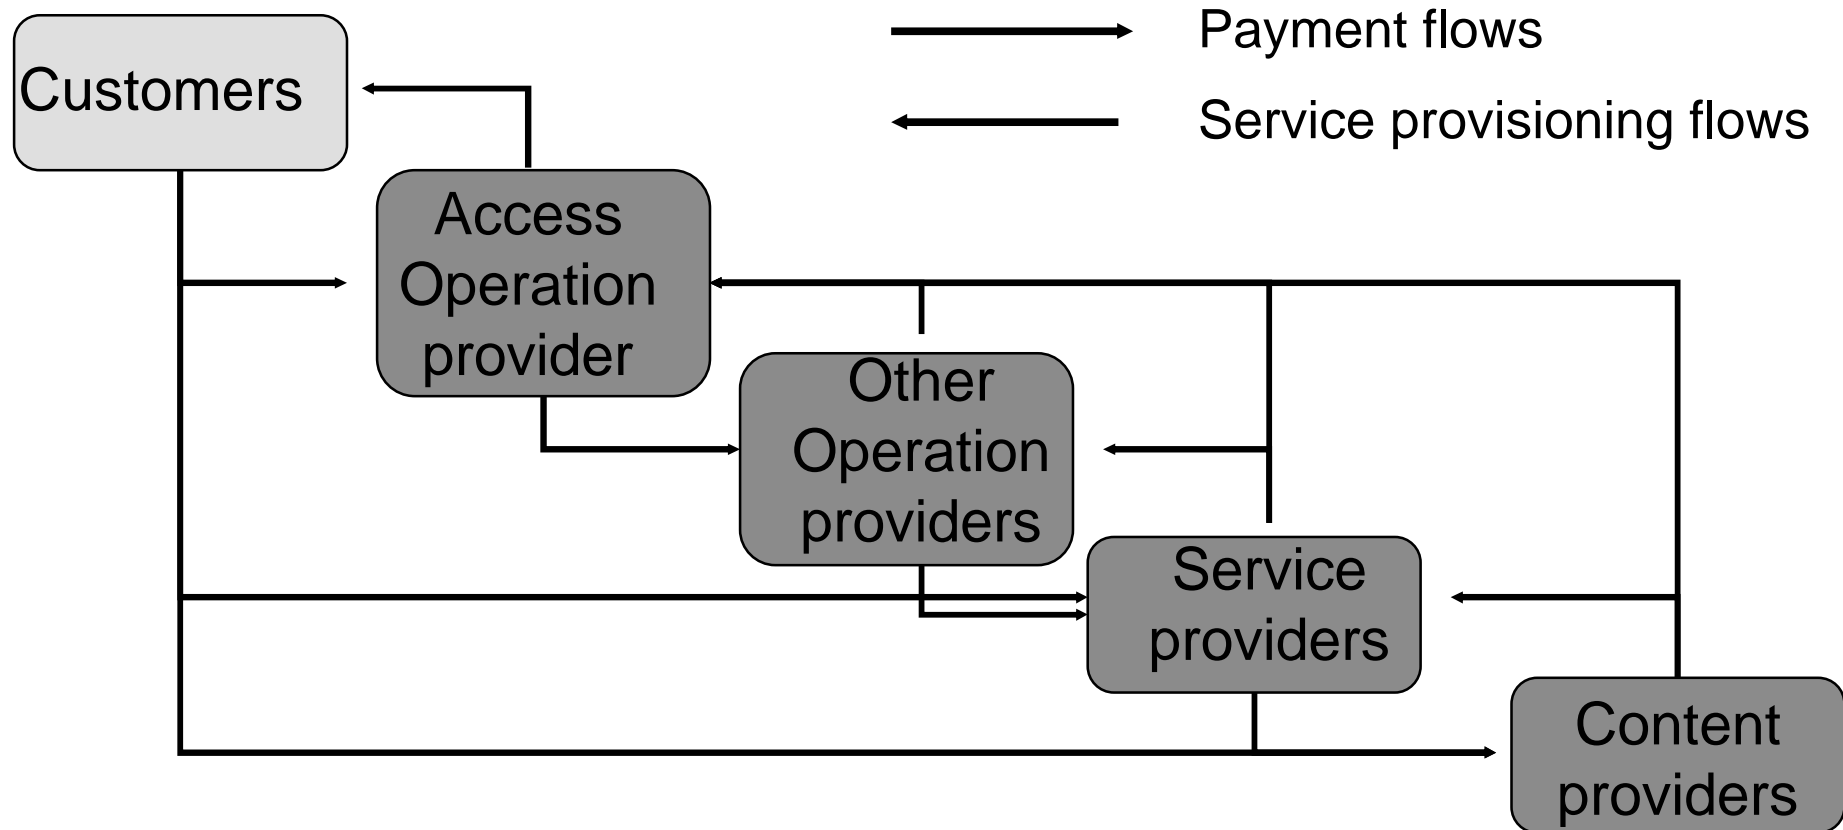 Payment flows
Customers
Service provisioning flows
Access
Operation
provider
Other
Operation
providers
Service
providers
Content
providers